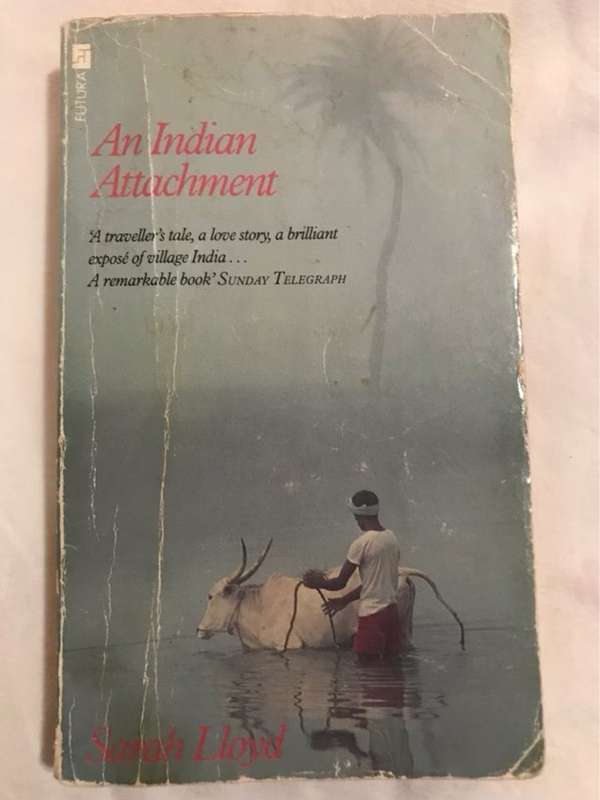 FUTURA
An Indian
Attachment
'A traveller's tale, a love story, a brilliant
exposé of village India . . .
A remarkable book' SUNDAY TELEGRAPH
Sarah Lloyd